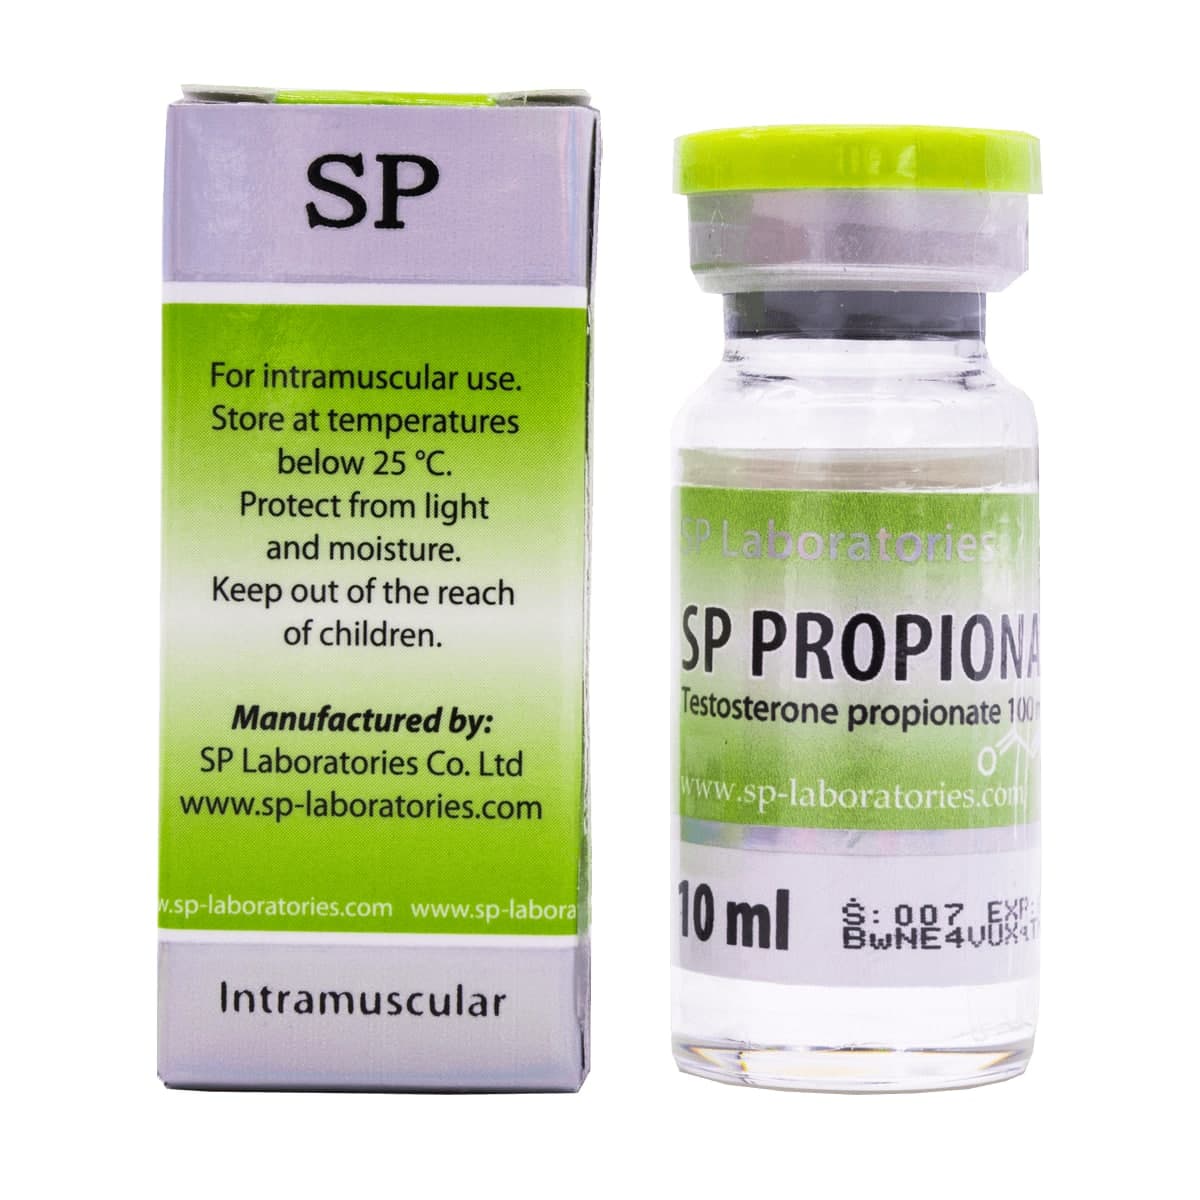 SP
For intramuscular use.
Store at temperatures
below 25 °C.
Protect from light
and moisture.
Keep out of the reach
of children.
Manufactured by:
SP Laboratories Co. Ltd
www.sp-laboratories.com
w.sp-laboratories.com www.sp-labora
Intramuscular
SP Laboratories
SP PROPIONA
Testosterone propionate 100
O
www.sp-laboratories.com
10 ml
S: 007 EXP: